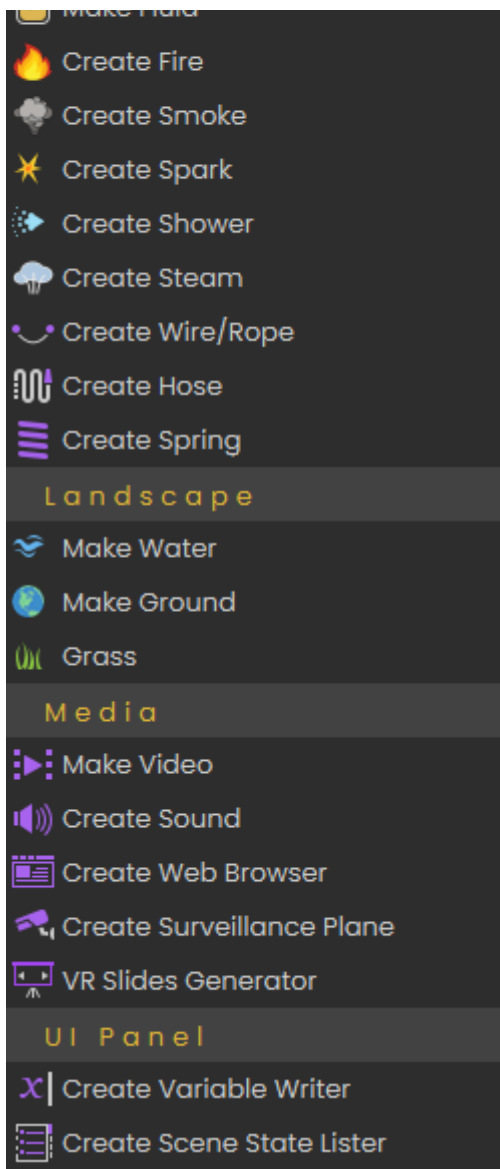 Make Fluid
Create Fire
Create Smoke
Create Spark
Create Shower
Create Steam
Create Wire/Rope
Create Hose
Create Spring
Landscape
Make Water
Make Ground
Grass
Media
Make Video
Create Sound
Create Web Browser
Create Surveillance Plane
VR Slides Generator
UI Panel
Create Variable Writer
Create Scene State Lister